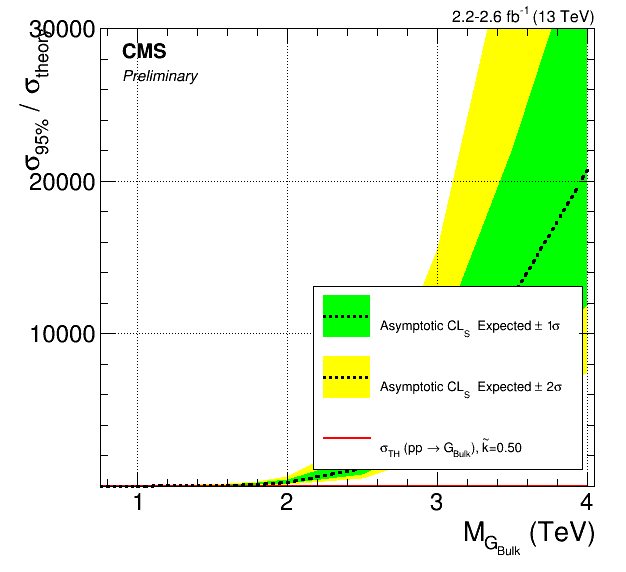 2.2-2.6 fb⁻¹ (13 TeV)
30000
CMS
Preliminary
σ95% / σtheory
20000
10000
Asymptotic CLS Expected ± 1σ
Asymptotic CLS Expected ± 2σ
σTH (pp → GBulk), k̃=0.50
1 2 3 4
MGBulk (TeV)